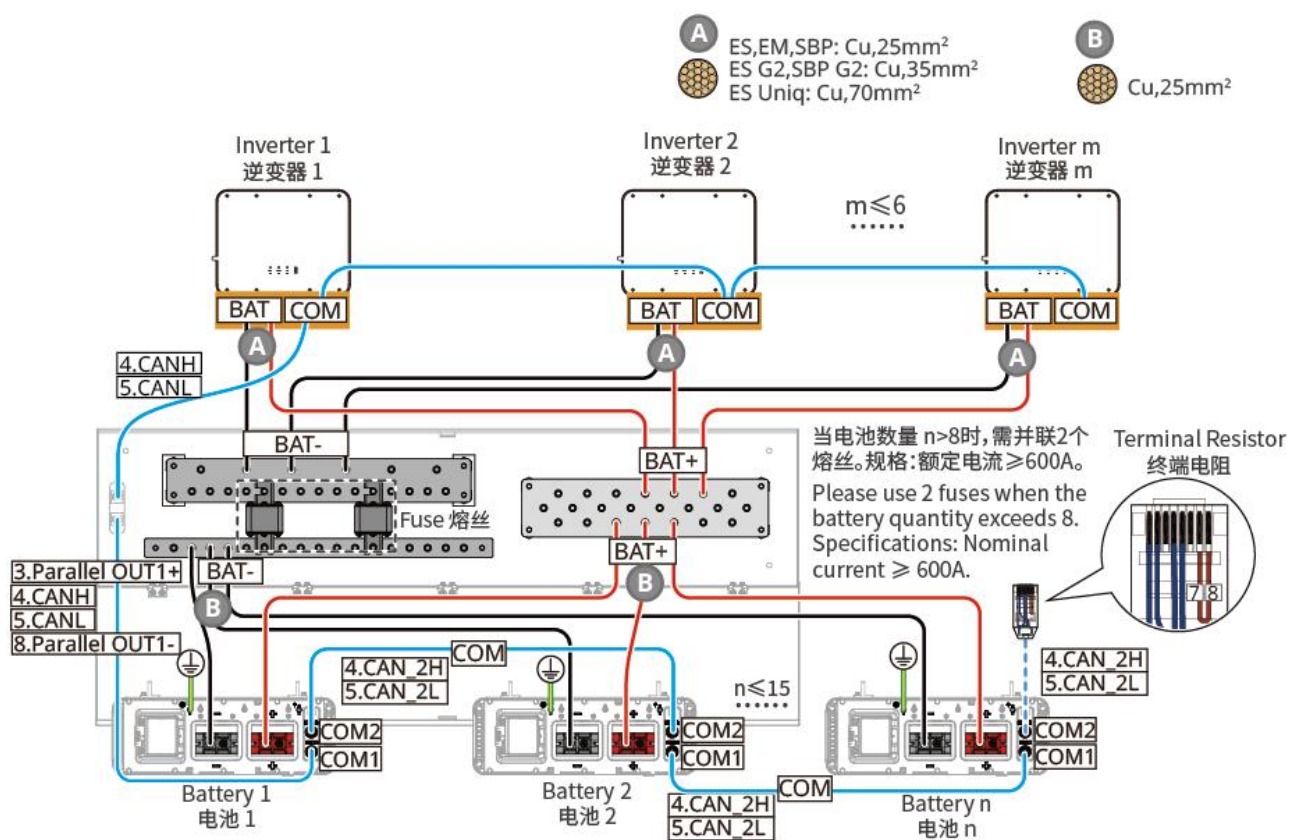 A
ES,EM,SBP: Cu,25mm²
ES G2,SBP G2: Cu,35mm²
ES Uniq: Cu,70mm²
B
Cu,25mm²
Inverter 1
逆变器 1
Inverter 2
逆变器 2
Inverter m
逆变器 m
m≤6
BAT
COM
BAT
COM
BAT
COM
A
A
A
4.CANH
5.CANL
BAT-
BAT+
当电池数量 n>8时，需并联2个
熔丝。规格：额定电流≥600A。
Please use 2 fuses when the
battery quantity exceeds 8.
Specifications: Nominal
current ≥ 600A.
Terminal Resistor
终端电阻
7 8
Fuse 熔丝
BAT-
BAT+
B
B
3.Parallel OUT1+
4.CANH
5.CANL
8.Parallel OUT1-
COM
4.CAN_2H
5.CAN_2L
n≤15
4.CAN_2H
5.CAN_2L
COM2
COM1
COM2
COM1
COM2
COM1
COM
4.CAN_2H
5.CAN_2L
Battery 1
电池 1
Battery 2
电池 2
Battery n
电池 n